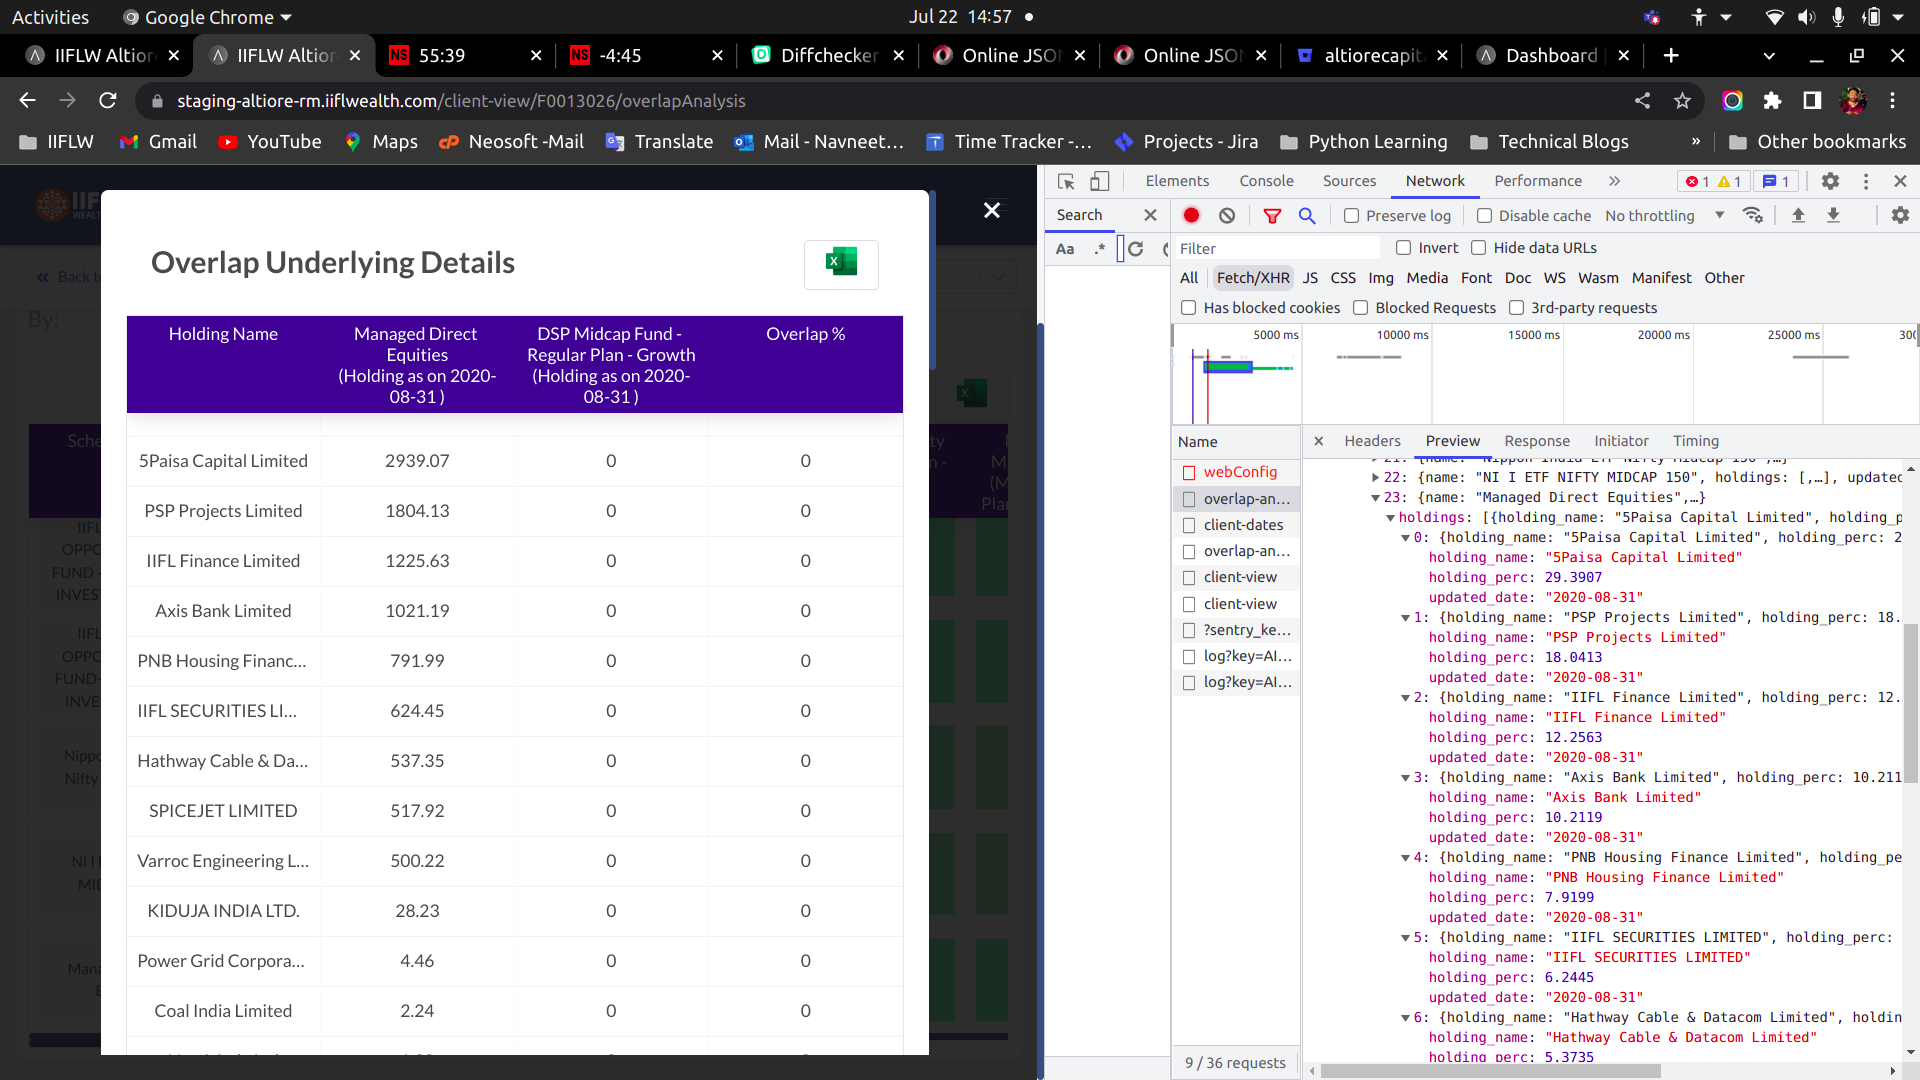 Activities
Google Chrome
Jul 22 14:57
IIFLW Altior
IIFLW Altior
NS 55:39
NS -4:45
Diffchecker
Online JSO
Online JSO
altiorecapit
Dashboard
staging-altiore-rm.iiflwealth.com/client-view/F0013026/overlapAnalysis
IIFLW
Gmail
YouTube
Maps
Neosoft -Mail
Translate
Mail - Navneet...
Time Tracker -...
Projects - Jira
Python Learning
Technical Blogs
»
Other bookmarks
« Back
By:
Overlap Underlying Details
Holding Name
Managed Direct Equities (Holding as on 2020-08-31 )
DSP Midcap Fund - Regular Plan - Growth (Holding as on 2020-08-31 )
Overlap %
5Paisa Capital Limited 2939.07 0 0
PSP Projects Limited 1804.13 0 0
IIFL Finance Limited 1225.63 0 0
Axis Bank Limited 1021.19 0 0
PNB Housing Financ... 791.99 0 0
IIFL SECURITIES LI... 624.45 0 0
Hathway Cable & Da... 537.35 0 0
SPICEJET LIMITED 517.92 0 0
Varroc Engineering L... 500.22 0 0
KIDUJA INDIA LTD. 28.23 0 0
Power Grid Corpora... 4.46 0 0
Coal India Limited 2.24 0 0
Elements Console Sources Network Performance » 1 1 1
Search
Preserve log
Disable cache
No throttling
Aa .*
Filter
Invert
Hide data URLs
All Fetch/XHR JS CSS Img Media Font Doc WS Wasm Manifest Other
Has blocked cookies
Blocked Requests
3rd-party requests
5000 ms 10000 ms 15000 ms 20000 ms 25000 ms 300
Name
webConfig
overlap-an...
client-dates
overlap-an...
client-view
client-view
?sentry_ke...
log?key=AI...
log?key=AI...
9 / 36 requests
Headers Preview Response Initiator Timing
21: {name: "Nippon India ETF Nifty Midcap 150",…}
22: {name: "NI I ETF NIFTY MIDCAP 150", holdings: [,…], update
23: {name: "Managed Direct Equities",…}
holdings: [{holding_name: "5Paisa Capital Limited", holding_p
0: {holding_name: "5Paisa Capital Limited", holding_perc: 2
holding_name: "5Paisa Capital Limited"
holding_perc: 29.3907
updated_date: "2020-08-31"
1: {holding_name: "PSP Projects Limited", holding_perc: 18.
holding_name: "PSP Projects Limited"
holding_perc: 18.0413
updated_date: "2020-08-31"
2: {holding_name: "IIFL Finance Limited", holding_perc: 12.
holding_name: "IIFL Finance Limited"
holding_perc: 12.2563
updated_date: "2020-08-31"
3: {holding_name: "Axis Bank Limited", holding_perc: 10.211
holding_name: "Axis Bank Limited"
holding_perc: 10.2119
updated_date: "2020-08-31"
4: {holding_name: "PNB Housing Finance Limited", holding_pe
holding_name: "PNB Housing Finance Limited"
holding_perc: 7.9199
updated_date: "2020-08-31"
5: {holding_name: "IIFL SECURITIES LIMITED", holding_perc:
holding_name: "IIFL SECURITIES LIMITED"
holding_perc: 6.2445
updated_date: "2020-08-31"
6: {holding_name: "Hathway Cable & Datacom Limited", holdin
holding_name: "Hathway Cable & Datacom Limited"
holding_perc: 5.3735